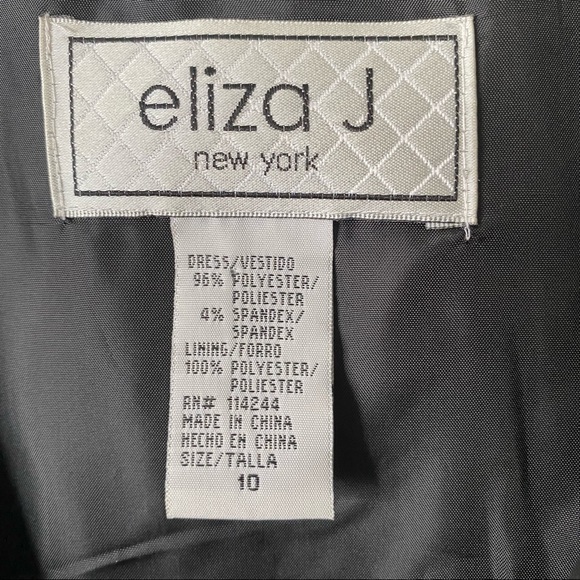 eliza J
new york
DRESS/VESTIDO
96% POLYESTER/
POLIESTER
4% SPANDEX/
SPANDEX
LINING/FORRO
100% POLYESTER/
POLIESTER
RN# 114244
MADE IN CHINA
HECHO EN CHINA
SIZE/TALLA
10